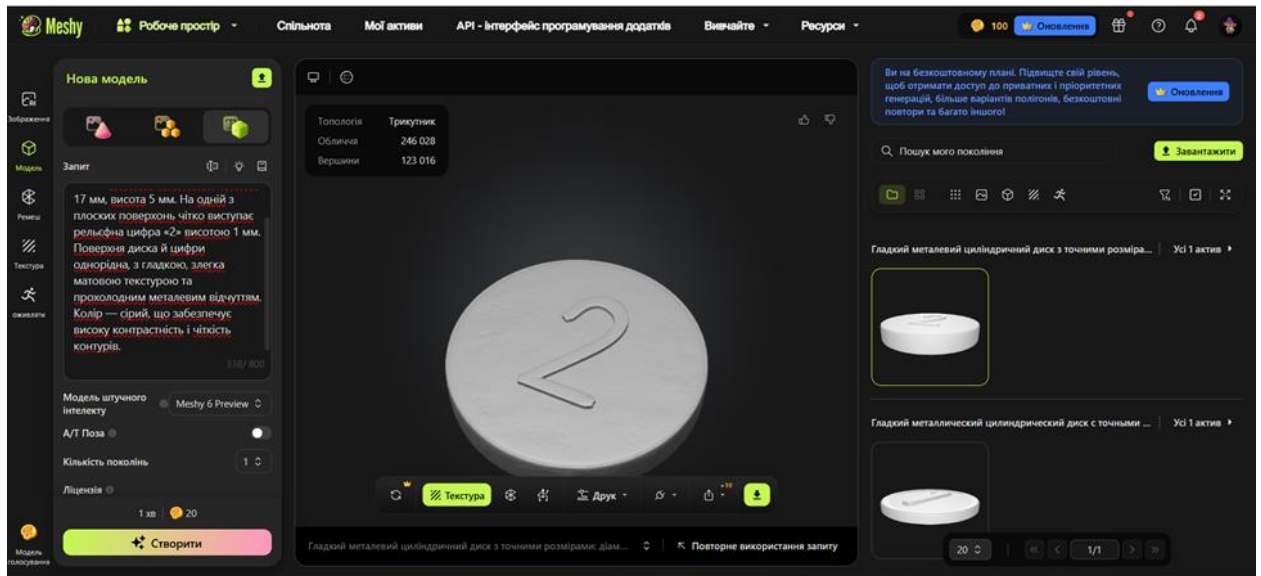 Meshy
Робоче простір
Спільнота
Мої активи
API - інтерфейс програмування додатків
Вивчайте
Ресурси
100
Оновлення
2
Зображення
Модель
Ремеш
Текстура
оживляти
Модель
голосування
Нова модель
Запит
17 мм, висота 5 мм. На одній з
плоских поверхонь чітко виступає
рельєфна цифра «2» висотою 1 мм.
Поверхня диска й цифри
однорідна, з гладкою, злегка
матовою текстурою та
прохолодним металевим відчуттям.
Колір — сірий, що забезпечує
високу контрастність і чіткість
контурів.
338/800
Модель штучного
інтелекту
Meshy 6 Preview
А/Т Поза
Кількість поколінь
1
Ліцензія
1 хв
20
Створити
Топологія Трикутник
Обличчя 246 028
Вершини 123 016
2
Текстура
Друк
+10
Гладкий металевий циліндричний диск з точними розмірами: діам...
Повторне використання запиту
Ви на безкоштовному плані. Підвищте свій рівень,
щоб отримати доступ до приватних і пріоритетних
генерацій, більше варіантів полігонів, безкоштовні
повтори та багато іншого!
Оновлення
Пошук мого покоління
Завантажити
Гладкий металевий циліндричний диск з точними розміра...
Усі 1 актив
2
Гладкий металлический цилиндрический диск с точными ...
Усі 1 актив
1
20
1/1